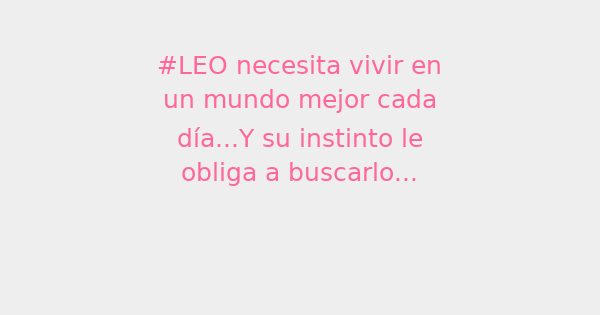 #LEO necesita vivir en
un mundo mejor cada
día...Y su instinto le
obliga a buscarlo...